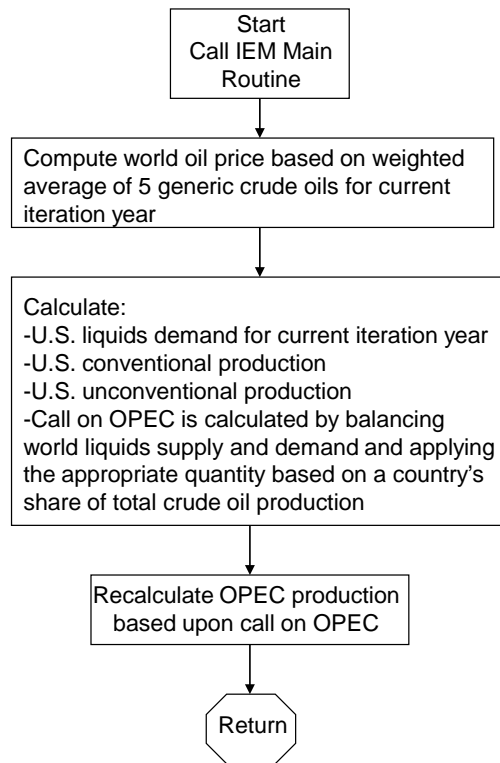 Start
Call IEM Main
Routine
Compute world oil price based on weighted
average of 5 generic crude oils for current
iteration year
Calculate:
-U.S. liquids demand for current iteration year
-U.S. conventional production
-U.S. unconventional production
-Call on OPEC is calculated by balancing
world liquids supply and demand and applying
the appropriate quantity based on a country's
share of total crude oil production
Recalculate OPEC production
based upon call on OPEC
Return